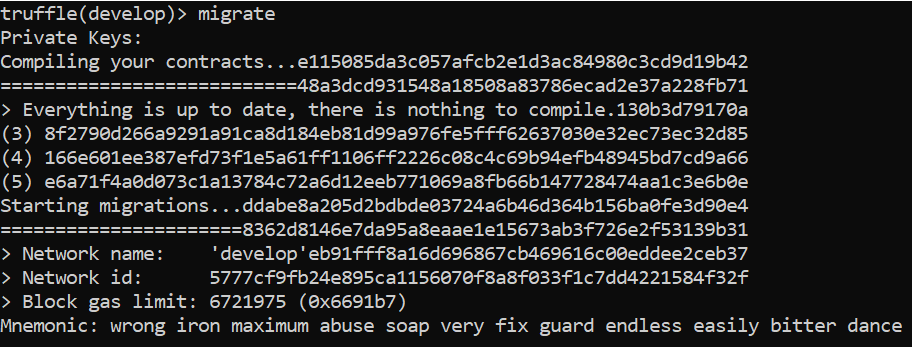 truffle(develop)> migrate
Private Keys:
Compiling your contracts...e115085da3c057afcb2e1d3ac84980c3cd9d19b42
===========================48a3dcd931548a18508a83786ecad2e37a228fb71
> Everything is up to date, there is nothing to compile.130b3d79170a
(3) 8f2790d266a9291a91ca8d184eb81d99a976fe5fff62637030e32ec73ec32d85
(4) 166e601ee387efd73f1e5a61ff1106ff2226c08c4c69b94efb48945bd7cd9a66
(5) e6a71f4a0d073c1a13784c72a6d12eeb771069a8fb66b147728474aa1c3e6b0e
Starting migrations...ddabe8a205d2bdbde03724a6b46d364b156ba0fe3d90e4
======================8362d8146e7da95a8eaae1e15673ab3f726e2f53139b31
> Network name:    'develop'eb91fff8a16d696867cb469616c00eddee2ceb37
> Network id:      5777cf9fb24e895ca1156070f8a8f033f1c7dd4221584f32f
> Block gas limit: 6721975 (0x6691b7)
Mnemonic: wrong iron maximum abuse soap very fix guard endless easily bitter dance